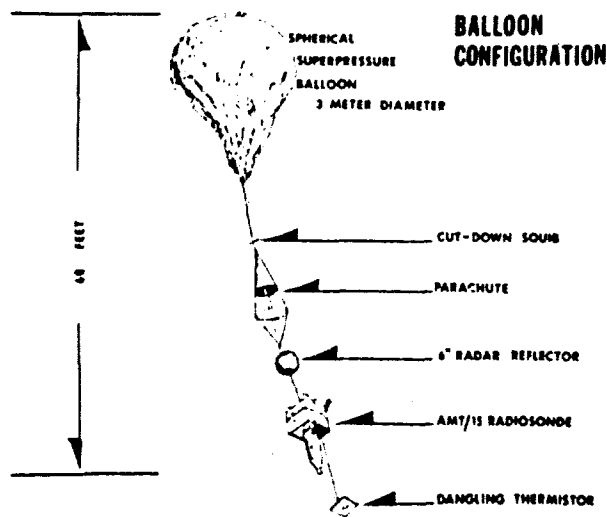 BALLOON
CONFIGURATION
SPHERICAL
SUPERPRESSURE
BALLOON
3 METER DIAMETER
60 FEET
CUT-DOWN SQUIB
PARACHUTE
6" RADAR REFLECTOR
AMT/15 RADIOSONDE
DANGLING THERMISTOR